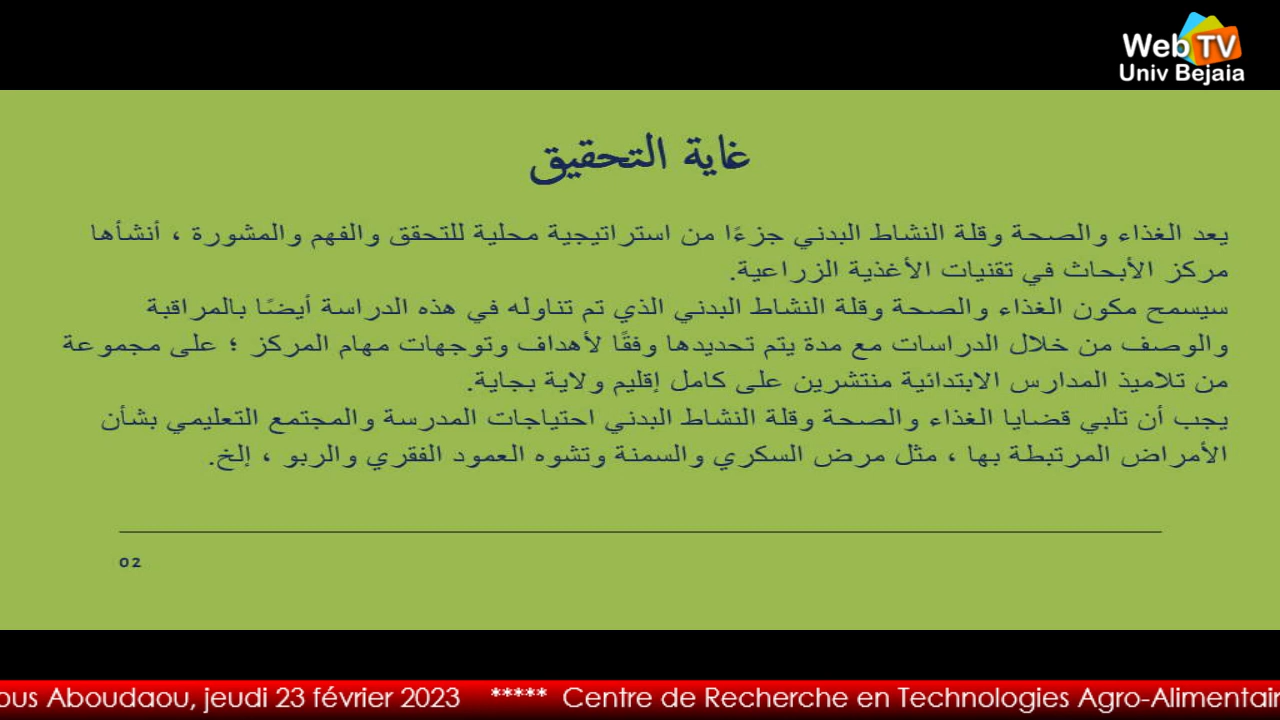 Web TV
Univ Bejaia
غاية التحقيق
يعد الغذاء والصحة وقلة النشاط البدني جزءًا من استراتيجية محلية للتحقق والفهم والمشورة ، أنشأها
مركز الأبحاث في تقنيات الأغذية الزراعية.
سيسمح مكون الغذاء والصحة وقلة النشاط البدني الذي تم تناوله في هذه الدراسة أيضًا بالمراقبة
والوصف من خلال الدراسات مع مدة يتم تحديدها وفقًا لأهداف وتوجهات مهام المركز ؛ على مجموعة
من تلاميذ المدارس الابتدائية منتشرين على كامل إقليم ولاية بجاية.
يجب أن تلبي قضايا الغذاء والصحة وقلة النشاط البدني احتياجات المدرسة والمجتمع التعليمي بشأن
الأمراض المرتبطة بها ، مثل مرض السكري والسمنة وتشوه العمود الفقري والربو ، إلخ.
02
ous Aboudaou, jeudi 23 février 2023 ***** Centre de Recherche en Technologies Agro-Alimentair